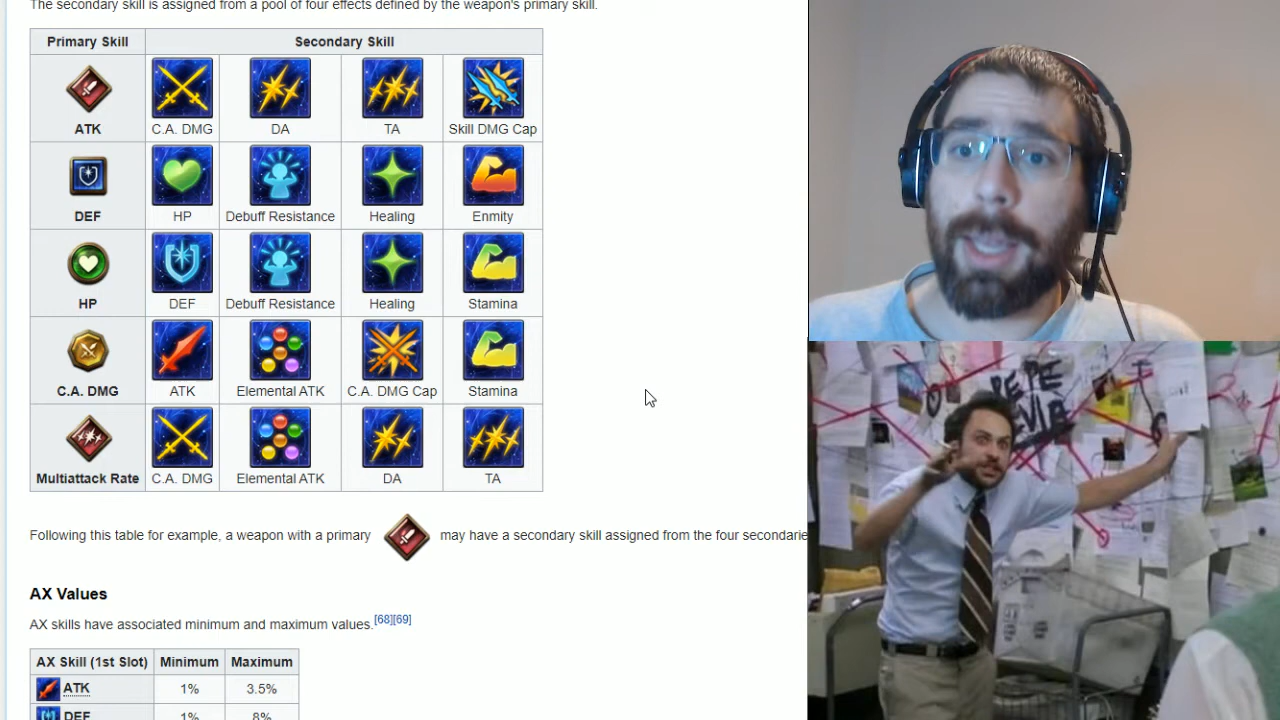 The secondary skill is assigned from a pool of four effects defined by the weapon's primary skill.
Primary Skill Secondary Skill
ATK C.A. DMG DA TA Skill DMG Cap
DEF HP Debuff Resistance Healing Enmity
HP DEF Debuff Resistance Healing Stamina
C.A. DMG ATK Elemental ATK C.A. DMG Cap Stamina
Multiattack Rate C.A. DMG Elemental ATK DA TA
Following this table for example, a weapon with a primary may have a secondary skill assigned from the four secondarie
AX Values
AX skills have associated minimum and maximum values.[68][69]
AX Skill (1st Slot) Minimum Maximum
ATK 1% 3.5%
DEF 1% 8%
PEPE